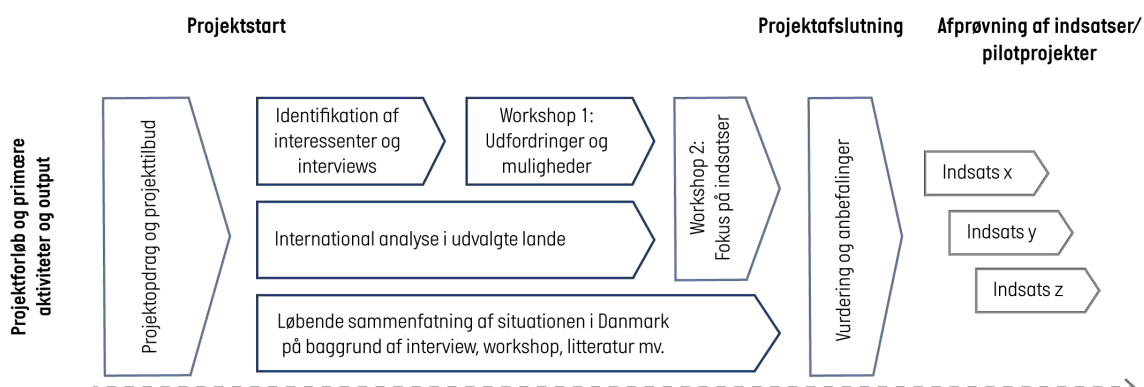 Projektstart
Projektafslutning
Afprøvning af indsatser/
pilotprojekter
Projektforløb og primære
aktiviteter og output
Projektopdrag og projekttilbud
Identifikation af
interessenter og
interviews
Workshop 1:
Udfordringer og
muligheder
International analyse i udvalgte lande
Løbende sammenfatning af situationen i Danmark
på baggrund af interview, workshop, litteratur mv.
Workshop 2:
Fokus på indsatser
Vurdering og anbefalinger
Indsats x
Indsats y
Indsats z